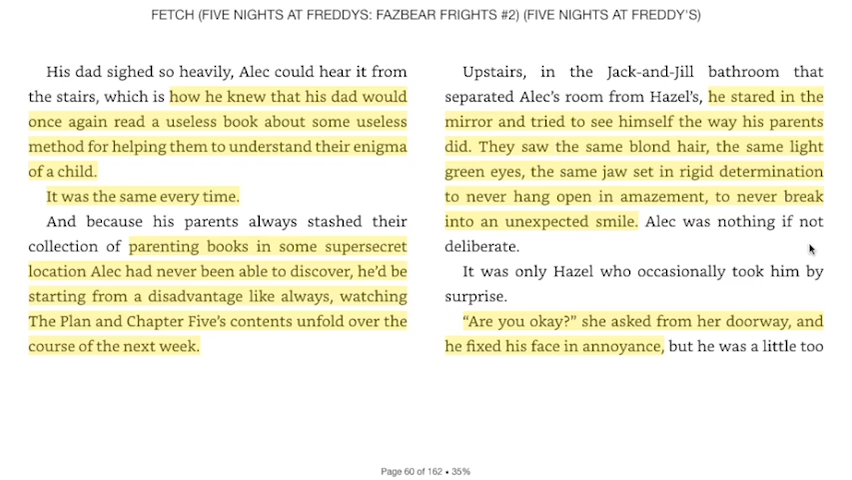 FETCH (FIVE NIGHTS AT FREDDYS: FAZBEAR FRIGHTS #2) (FIVE NIGHTS AT FREDDY'S)
His dad sighed so heavily, Alec could hear it from
the stairs, which is how he knew that his dad would
once again read a useless book about some useless
method for helping them to understand their enigma
of a child.
It was the same every time.
And because his parents always stashed their
collection of parenting books in some supersecret
location Alec had never been able to discover, he’d be
starting from a disadvantage like always, watching
The Plan and Chapter Five’s contents unfold over the
course of the next week.
Upstairs, in the Jack-and-Jill bathroom that
separated Alec’s room from Hazel’s, he stared in the
mirror and tried to see himself the way his parents
did. They saw the same blond hair, the same light
green eyes, the same jaw set in rigid determination
to never hang open in amazement, to never break
into an unexpected smile. Alec was nothing if not
deliberate.
It was only Hazel who occasionally took him by
surprise.
“Are you okay?” she asked from her doorway, and
he fixed his face in annoyance, but he was a little too
Page 60 of 162 • 35%